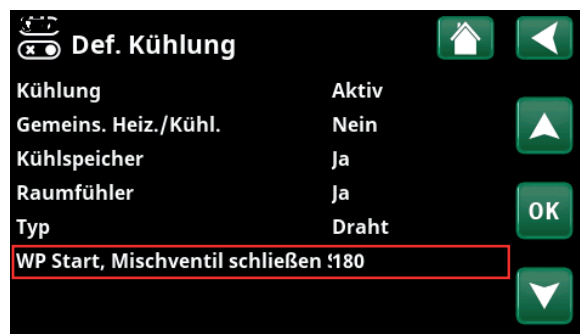 Def. Kühlung
Kühlung Aktiv
Gemeins. Heiz./Kühl. Nein
Kühlspeicher Ja
Raumfühler Ja
Typ Draht
OK
WP Start, Mischventil schließen 180